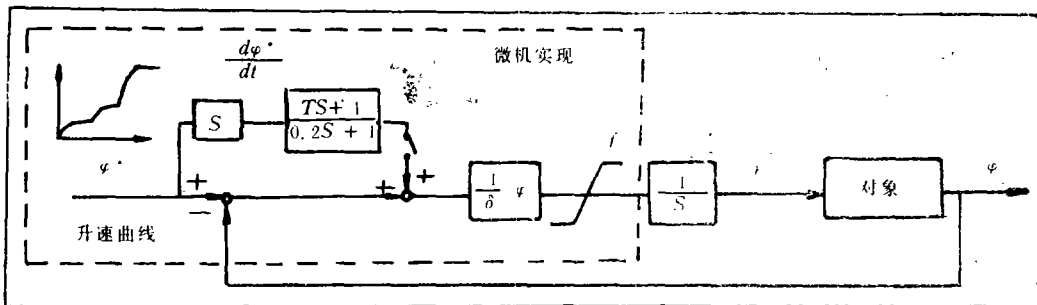 微机实现
dφ*
dt
S
TS+1
0.2S+1
φ*
+
−
+
+
1
δ
φ
f
1
S
对象
φ
升速曲线